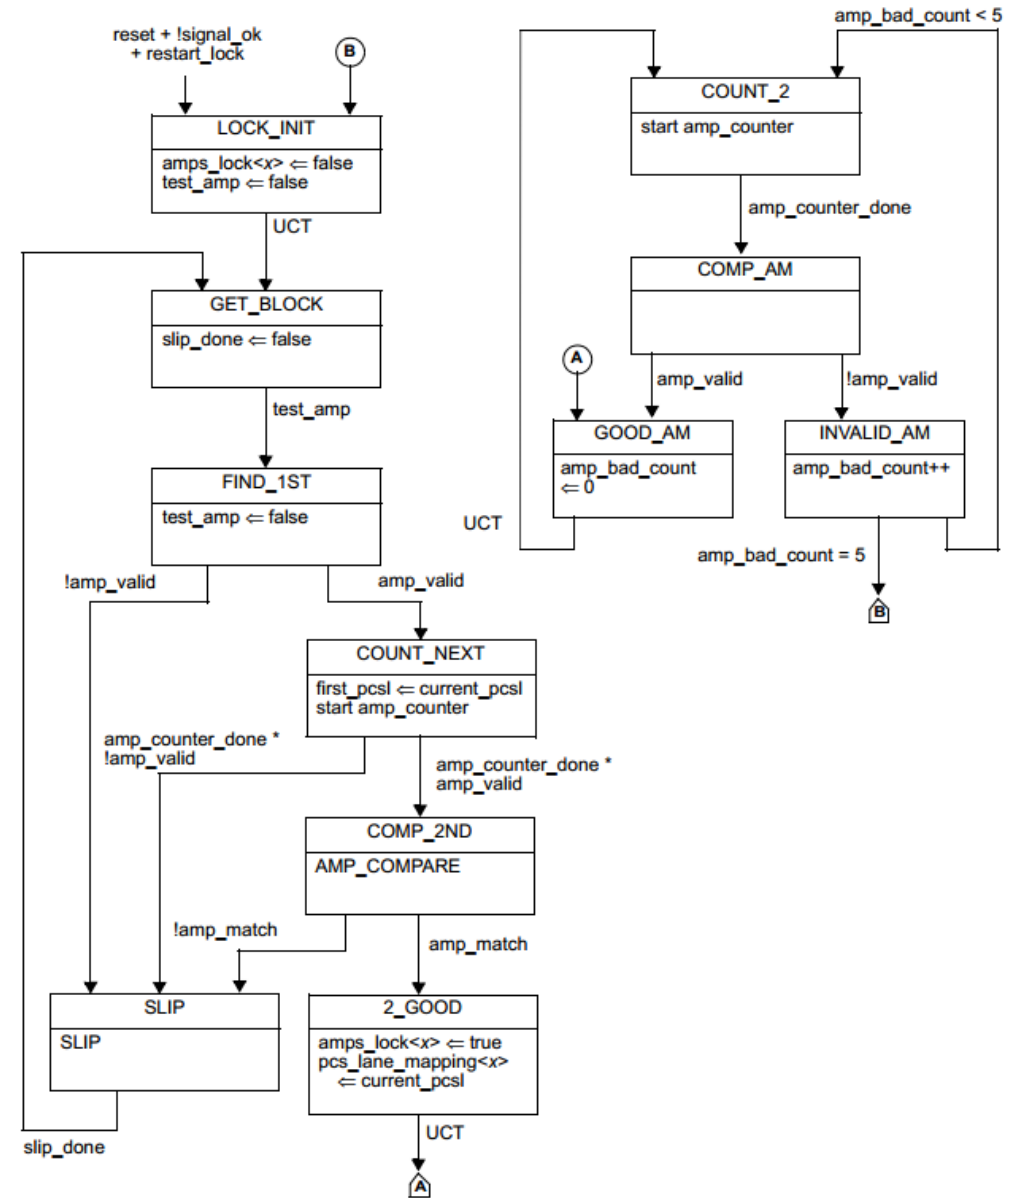 reset + !signal_ok
+ restart_lock
B
LOCK_INIT
amps_lock<x> ⇐ false
test_amp ⇐ false
UCT
GET_BLOCK
slip_done ⇐ false
test_amp
FIND_1ST
test_amp ⇐ false
!amp_valid
amp_valid
COUNT_NEXT
first_pcsl ⇐ current_pcsl
start amp_counter
amp_counter_done *
!amp_valid
amp_counter_done *
amp_valid
COMP_2ND
AMP_COMPARE
!amp_match
amp_match
SLIP
SLIP
slip_done
2_GOOD
amps_lock<x> ⇐ true
pcs_lane_mapping<x>
⇐ current_pcsl
UCT
A
amp_bad_count < 5
COUNT_2
start amp_counter
amp_counter_done
COMP_AM
A
amp_valid
!amp_valid
GOOD_AM
amp_bad_count
⇐ 0
INVALID_AM
amp_bad_count++
UCT
amp_bad_count = 5
B